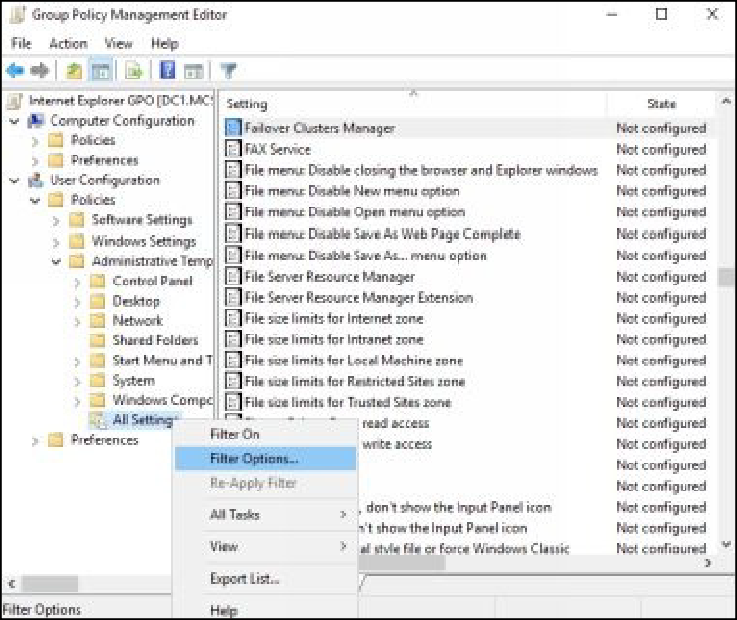 Group Policy Management Editor
File Action View Help
Internet Explorer GPO [DC1.MC
Computer Configuration
Policies
Preferences
User Configuration
Policies
Software Settings
Windows Settings
Administrative Temp
Control Panel
Desktop
Network
Shared Folders
Start Menu and T
System
Windows Compo
All Settings
Preferences
Setting State
Failover Clusters Manager Not configured
FAX Service Not configured
File menu: Disable closing the browser and Explorer windows Not configured
File menu: Disable New menu option Not configured
File menu: Disable Open menu option Not configured
File menu: Disable Save As Web Page Complete Not configured
File menu: Disable Save As... menu option Not configured
File Server Resource Manager Not configured
File Server Resource Manager Extension Not configured
File size limits for Internet zone Not configured
File size limits for Intranet zone Not configured
File size limits for Local Machine zone Not configured
File size limits for Restricted Sites zone Not configured
File size limits for Trusted Sites zone Not configured
read access Not configured
write access Not configured
Not configured
Not configured
, don't show the Input Panel icon Not configured
n't show the Input Panel icon Not configured
al style file or force Windows Classic Not configured
Filter On
Filter Options...
Re-Apply Filter
All Tasks
View
Export List...
Help
Filter Options